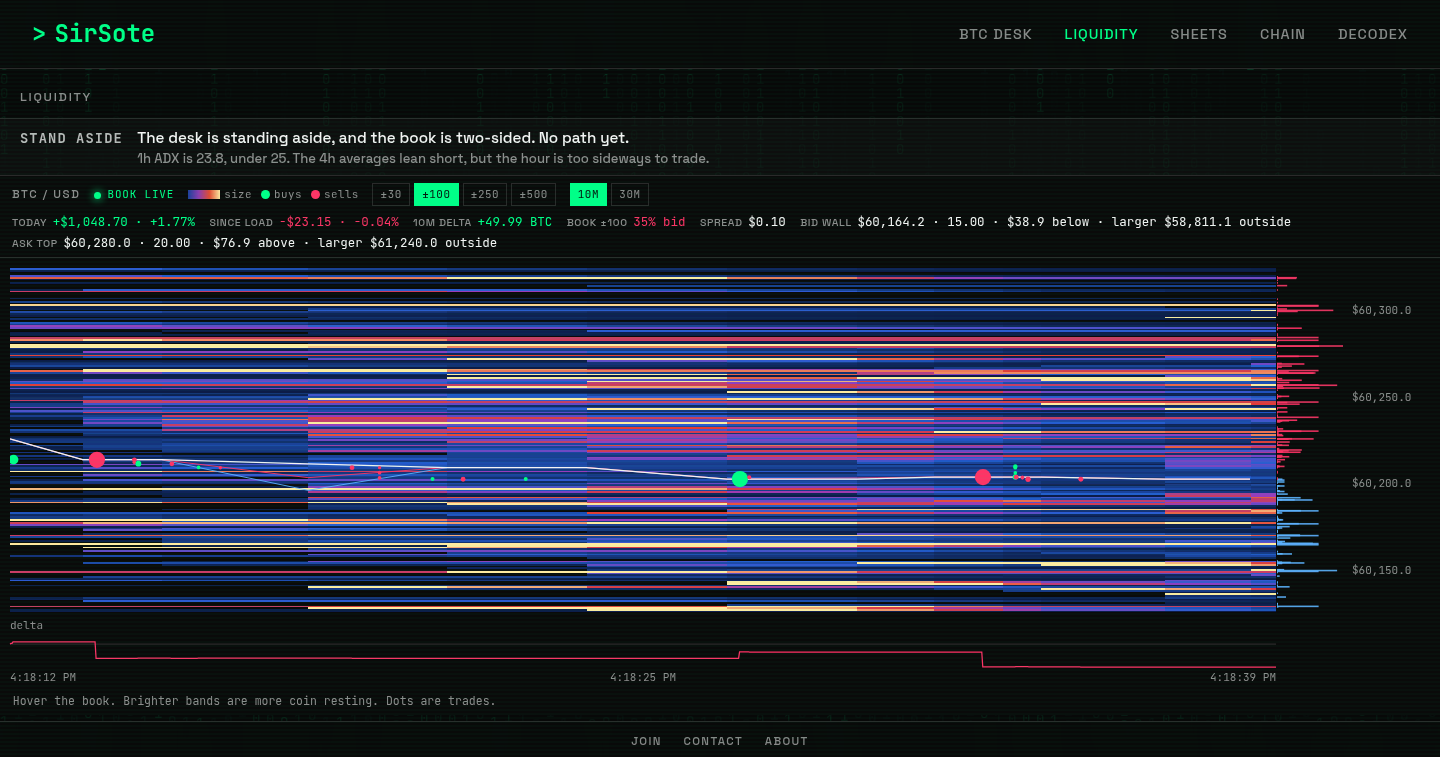 > SirSote
BTC DESK LIQUIDITY SHEETS CHAIN DECODEX
LIQUIDITY
STAND ASIDE The desk is standing aside, and the book is two-sided. No path yet.
1h ADX is 23.8, under 25. The 4h averages lean short, but the hour is too sideways to trade.
BTC / USD BOOK LIVE size buys sells ±30 ±100 ±250 ±500 10M 30M
TODAY +$1,048.70 · +1.77% SINCE LOAD -$23.15 · -0.04% 10M DELTA +49.99 BTC BOOK ±100 35% bid SPREAD $0.10 BID WALL $60,164.2 · 15.00 · $38.9 below · larger $58,811.1 outside
ASK TOP $60,280.0 · 20.00 · $76.9 above · larger $61,240.0 outside
$60,300.0
$60,250.0
$60,200.0
$60,150.0
delta
4:18:12 PM 4:18:25 PM 4:18:39 PM
Hover the book. Brighter bands are more coin resting. Dots are trades.
JOIN CONTACT ABOUT